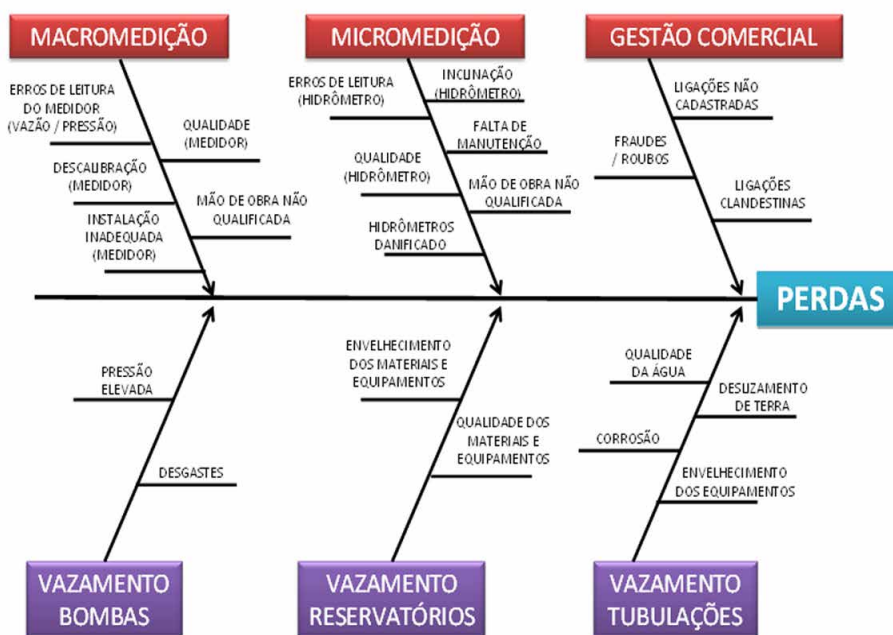 MACROMEDIÇÃO
MICROMEDIÇÃO
GESTÃO COMERCIAL
ERROS DE LEITURA
DO MEDIDOR
(VAZÃO / PRESSÃO)
QUALIDADE
(MEDIDOR)
DESCALIBRAÇÃO
(MEDIDOR)
MÃO DE OBRA NÃO
QUALIFICADA
INSTALAÇÃO
INADEQUADA
(MEDIDOR)
ERROS DE LEITURA
(HIDRÔMETRO)
INCLINAÇÃO
(HIDRÔMETRO)
FALTA DE
MANUTENÇÃO
QUALIDADE
(HIDRÔMETRO)
MÃO DE OBRA NÃO
QUALIFICADA
HIDRÔMETROS
DANIFICADO
LIGAÇÕES NÃO
CADASTRADAS
FRAUDES
/ ROUBOS
LIGAÇÕES
CLANDESTINAS
PERDAS
PRESSÃO
ELEVADA
DESGASTES
ENVELHECIMENTO
DOS MATERIAIS E
EQUIPAMENTOS
QUALIDADE DOS
MATERIAIS E
EQUIPAMENTOS
QUALIDADE
DA ÁGUA
DESLIZAMENTO
DE TERRA
CORROSÃO
ENVELHECIMENTO
DOS EQUIPAMENTOS
VAZAMENTO
BOMBAS
VAZAMENTO
RESERVATÓRIOS
VAZAMENTO
TUBULAÇÕES